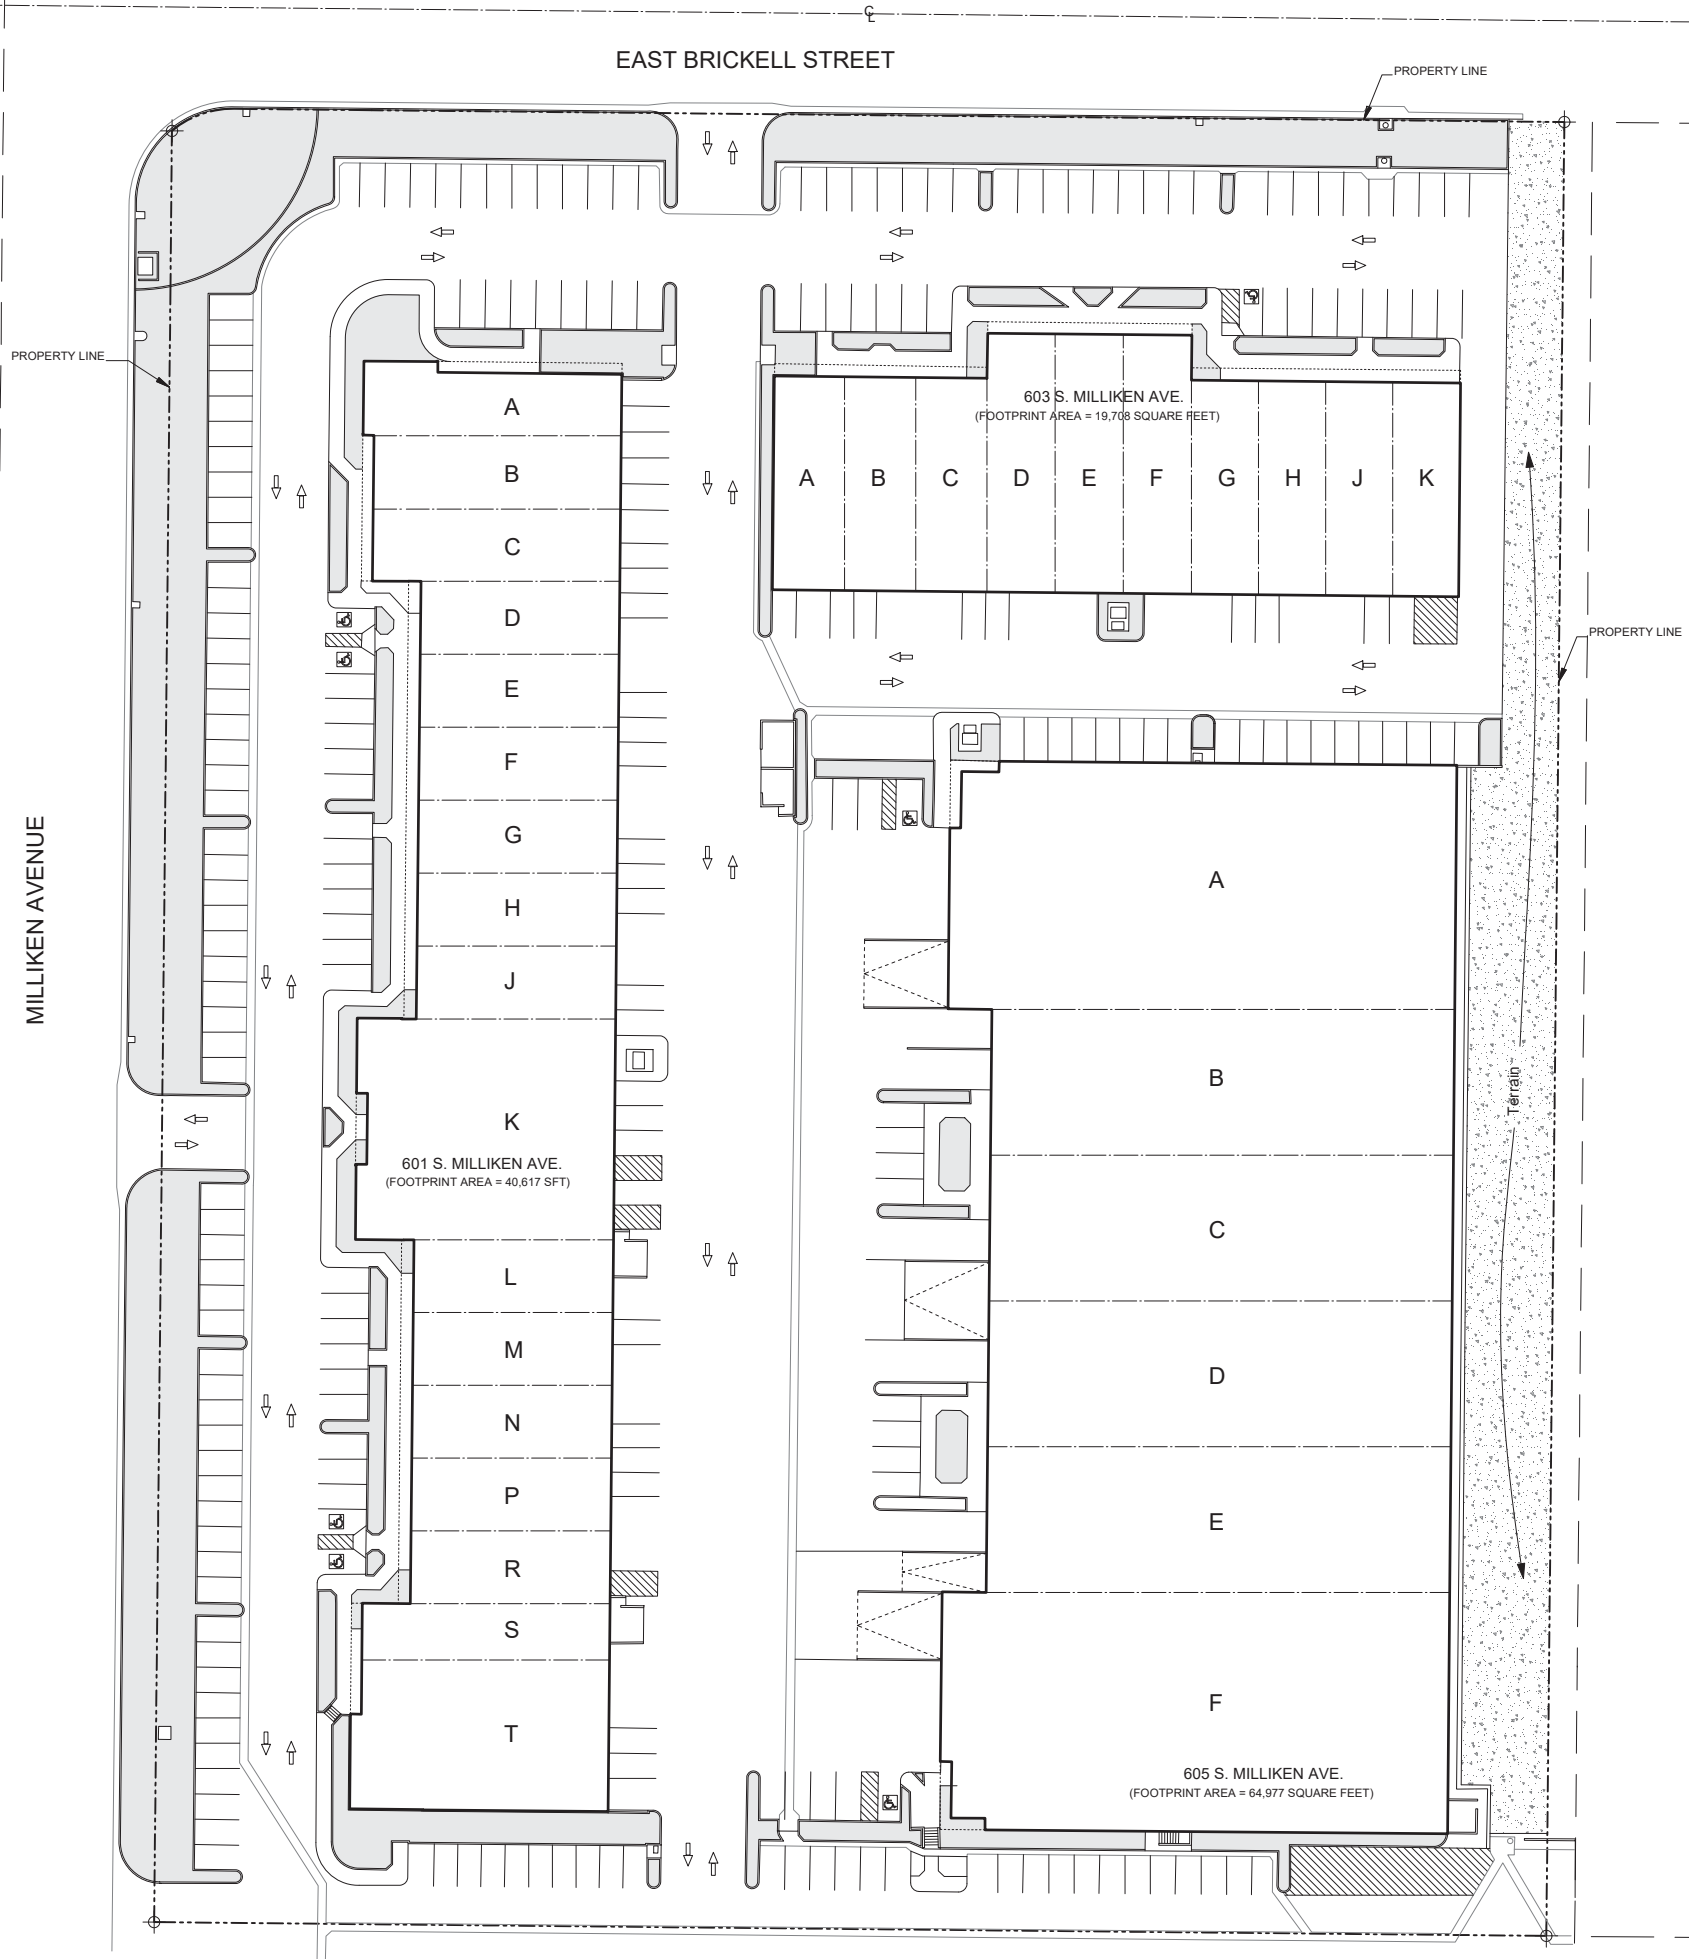 ℄
EAST BRICKELL STREET
PROPERTY LINE
PROPERTY LINE
MILLIKEN AVENUE
A
B
C
D
E
F
G
H
J
K
601 S. MILLIKEN AVE.
(FOOTPRINT AREA = 40,617 SFT)
L
M
N
P
R
S
T
603 S. MILLIKEN AVE.
(FOOTPRINT AREA = 19,708 SQUARE FEET)
A B C D E F G H J K
PROPERTY LINE
A
B
C
D
E
F
605 S. MILLIKEN AVE.
(FOOTPRINT AREA = 64,977 SQUARE FEET)
Terrain